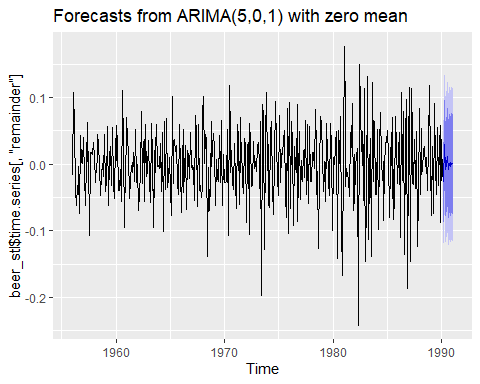 Forecasts from ARIMA(5,0,1) with zero mean
beer_stl$time.series[, "remainder"]
0.1
0.0
-0.1
-0.2
1960 1970 1980 1990
Time